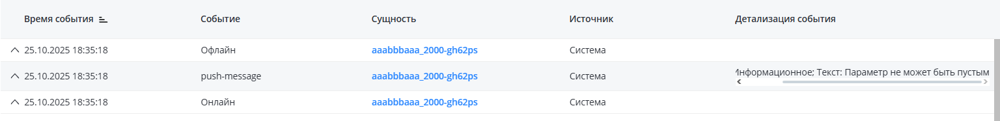 Время события Событие Сущность Источник Детализация события
25.10.2025 18:35:18 Офлайн aaabbbaaa_2000-gh62ps Система
25.10.2025 18:35:18 push-message aaabbbaaa_2000-gh62ps Система Информационное; Текст: Параметр не может быть пустым
25.10.2025 18:35:18 Онлайн aaabbbaaa_2000-gh62ps Система